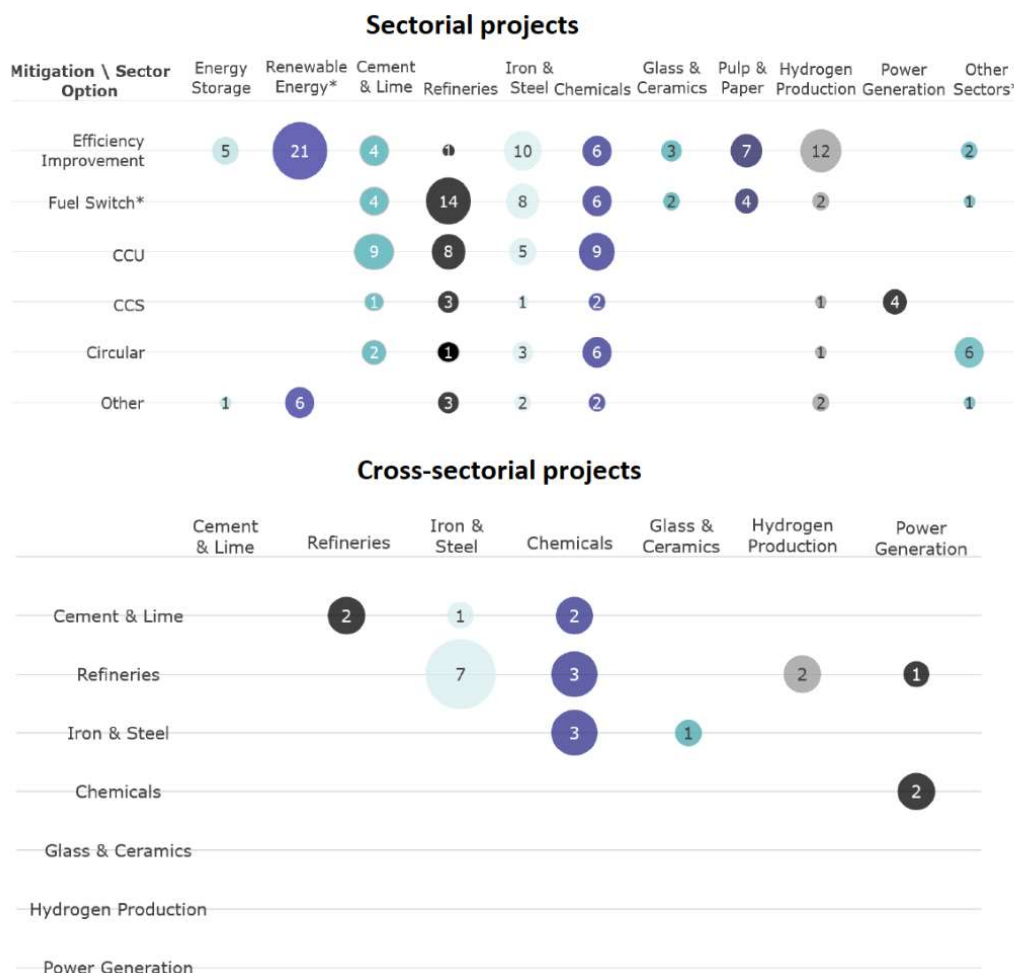 Sectorial projects
Mitigation \ Sector Option
Energy Storage
Renewable Energy*
Cement & Lime
Refineries
Iron & Steel
Chemicals
Glass & Ceramics
Pulp & Paper
Hydrogen Production
Power Generation
Other Sectors*
Efficiency Improvement 5 21 4 1 10 6 3 7 12 2
Fuel Switch* 4 14 8 6 2 4 2 1
CCU 9 8 5 9
CCS 1 3 1 2 1 4
Circular 2 1 3 6 1 6
Other 1 6 3 2 2 2 1
Cross-sectorial projects
Cement & Lime
Refineries
Iron & Steel
Chemicals
Glass & Ceramics
Hydrogen Production
Power Generation
Cement & Lime 2 1 2
Refineries 7 3 2 1
Iron & Steel 3 1
Chemicals 2
Glass & Ceramics
Hydrogen Production
Power Generation